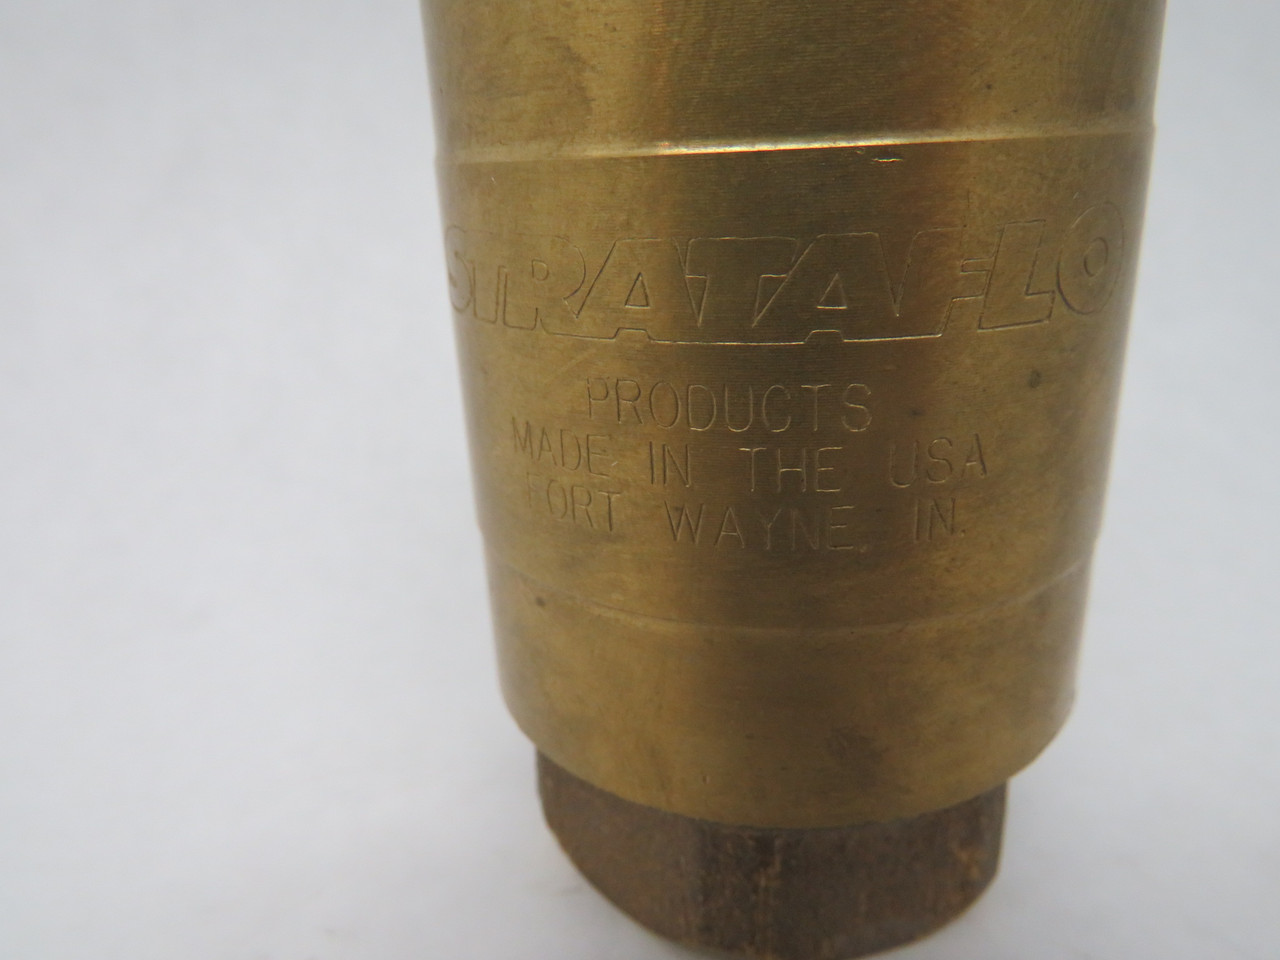 STRATAFLO
PRODUCTS
MADE IN THE USA
FORT WAYNE, IN.